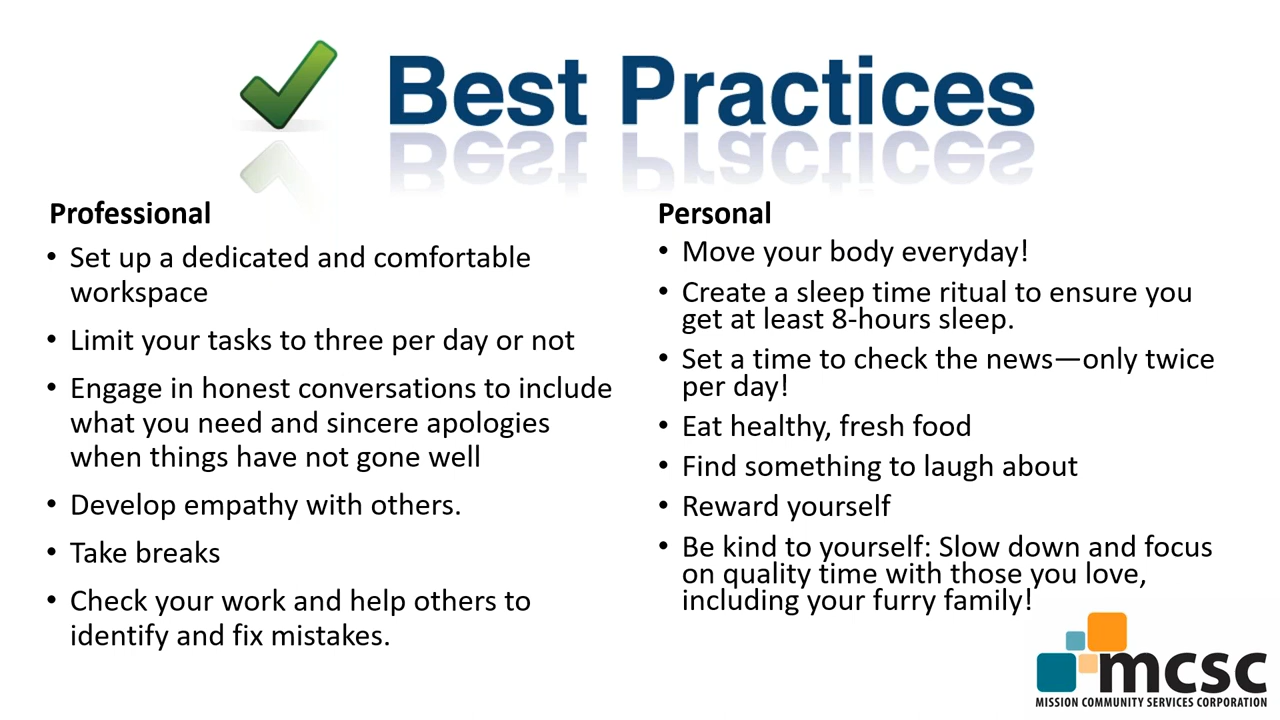 Best Practices
Professional
• Set up a dedicated and comfortable
workspace
• Limit your tasks to three per day or not
• Engage in honest conversations to include
what you need and sincere apologies
when things have not gone well
• Develop empathy with others.
• Take breaks
• Check your work and help others to
identify and fix mistakes.
Personal
• Move your body everyday!
• Create a sleep time ritual to ensure you
get at least 8-hours sleep.
• Set a time to check the news—only twice
per day!
• Eat healthy, fresh food
• Find something to laugh about
• Reward yourself
• Be kind to yourself: Slow down and focus
on quality time with those you love,
including your furry family!
mcsc
MISSION COMMUNITY SERVICES CORPORATION